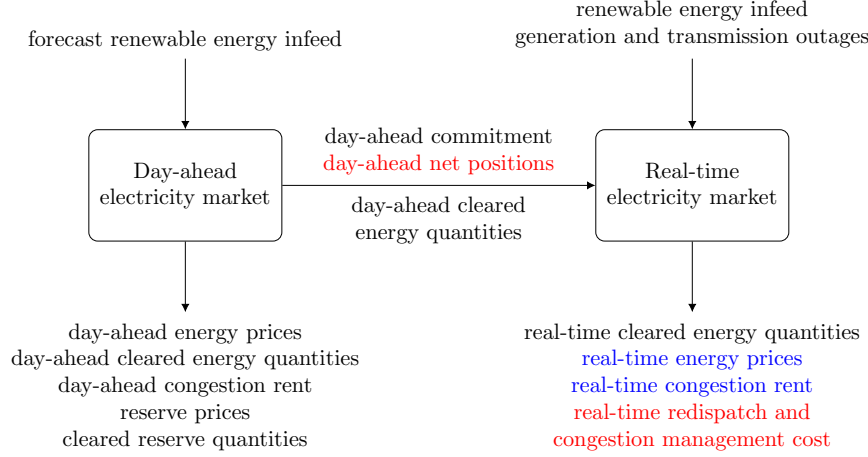 forecast renewable energy infeed
renewable energy infeed
generation and transmission outages
Day-ahead
electricity market
day-ahead commitment
day-ahead net positions
day-ahead cleared
energy quantities
Real-time
electricity market
day-ahead energy prices
day-ahead cleared energy quantities
day-ahead congestion rent
reserve prices
cleared reserve quantities
real-time cleared energy quantities
real-time energy prices
real-time congestion rent
real-time redispatch and
congestion management cost